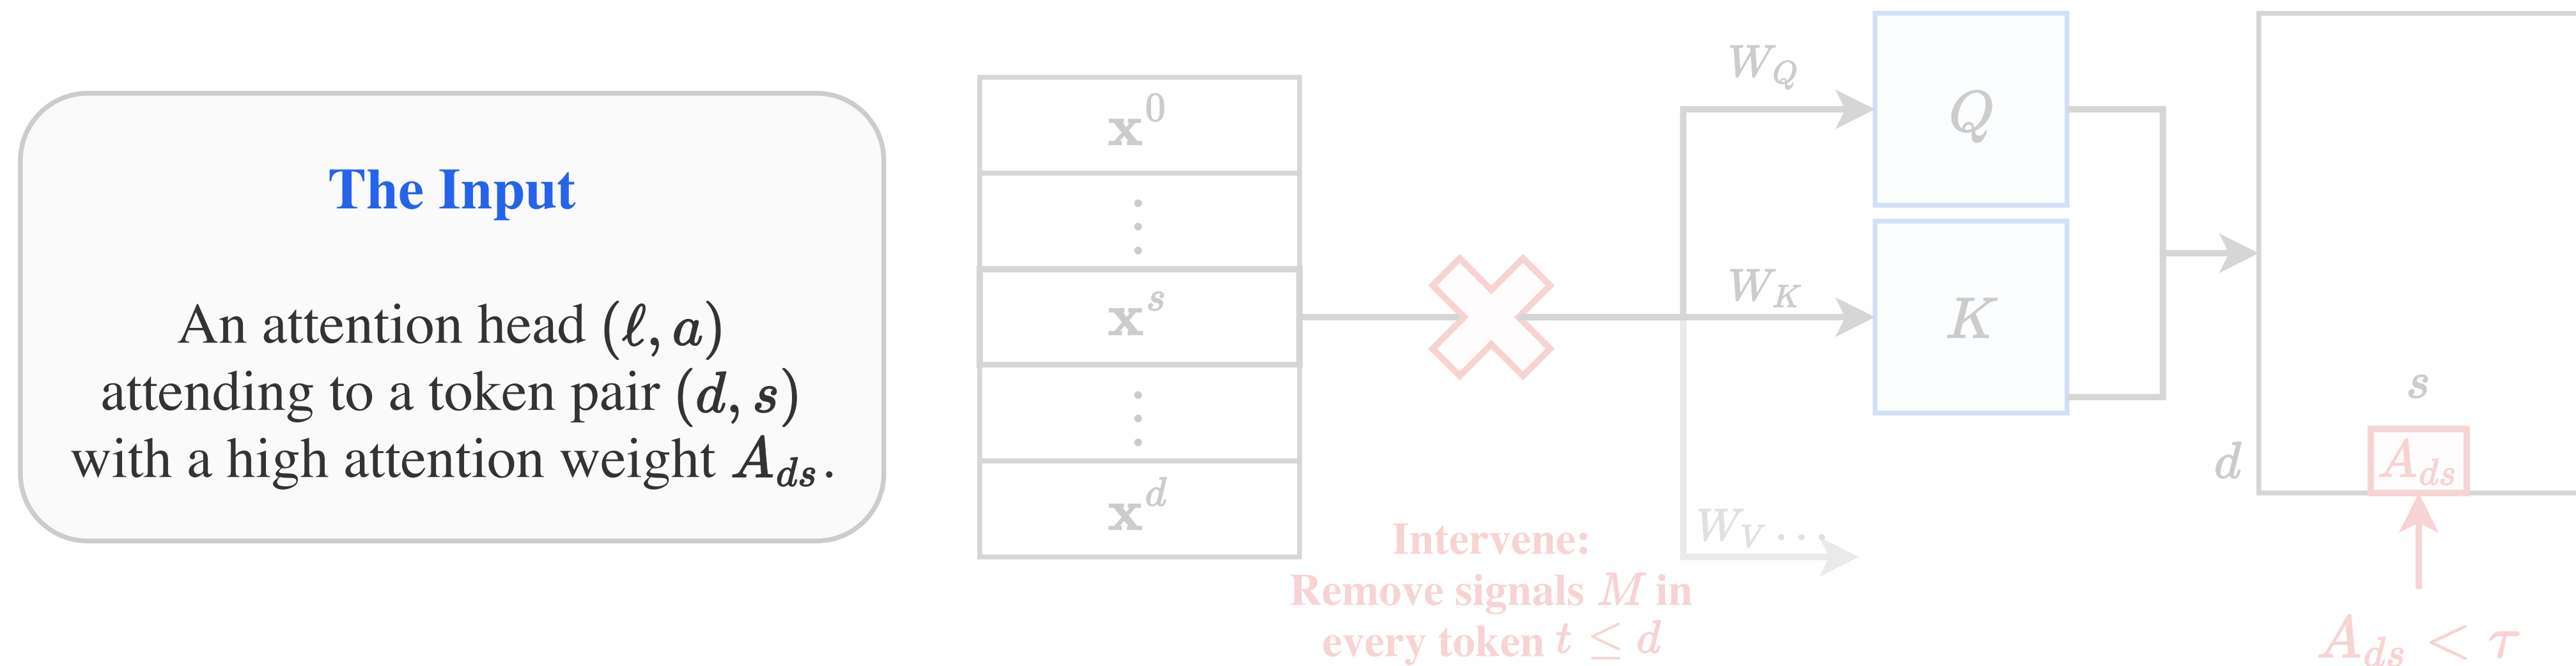 The Input
An attention head (ℓ, a)
attending to a token pair (d, s)
with a high attention weight A_ds.
x^0
⋮
x^s
⋮
x^d
Intervene:
Remove signals M in
every token t ≤ d
W_Q
W_K
W_V ...
Q
K
s
d
A_ds
A_ds < τ